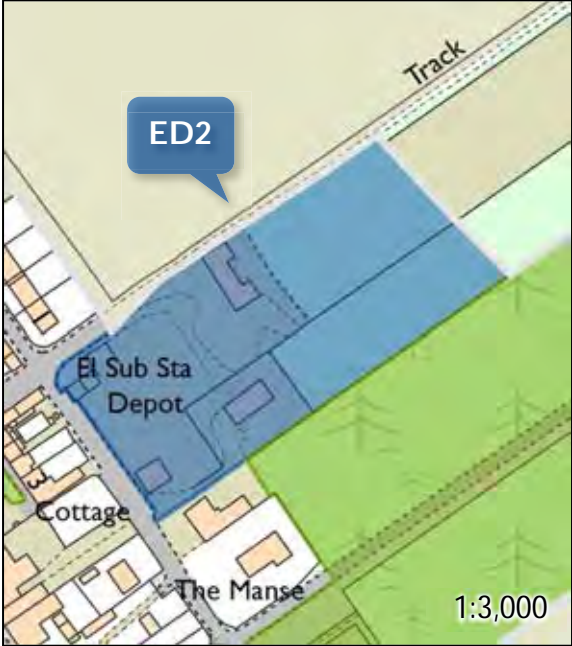 Track
ED2
El Sub Sta
Depot
3
Cottage
The Manse
1:3,000